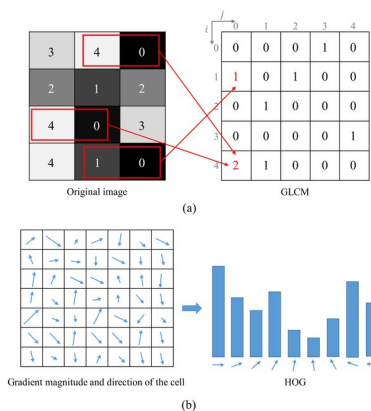 j
i 0 1 2 3 4
3 4 0 0 0 0 0 1 0
2 1 2 1 1 0 1 0 0
4 0 3 2 0 1 0 0 0
3 0 0 0 0 1
4 1 0 4 2 1 0 0 0
Original image GLCM
(a)
Gradient magnitude and direction of the cell HOG
(b)